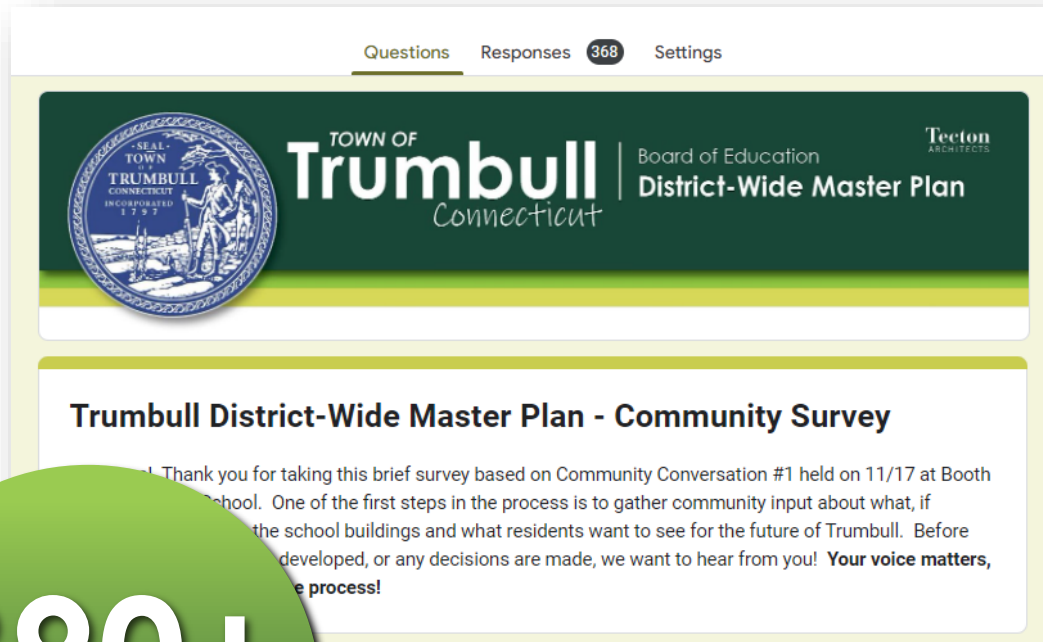 Questions Responses 368 Settings
SEAL
TOWN
OF
TRUMBULL
CONNECTICUT
INCORPORATED
1797
TOWN OF
Trumbull
Connecticut
Board of Education
District-Wide Master Plan
Tecton
ARCHITECTS
Trumbull District-Wide Master Plan - Community Survey
Thank you for taking this brief survey based on Community Conversation #1 held on 11/17 at Booth
School. One of the first steps in the process is to gather community input about what, if
the school buildings and what residents want to see for the future of Trumbull. Before
developed, or any decisions are made, we want to hear from you! Your voice matters,
process!